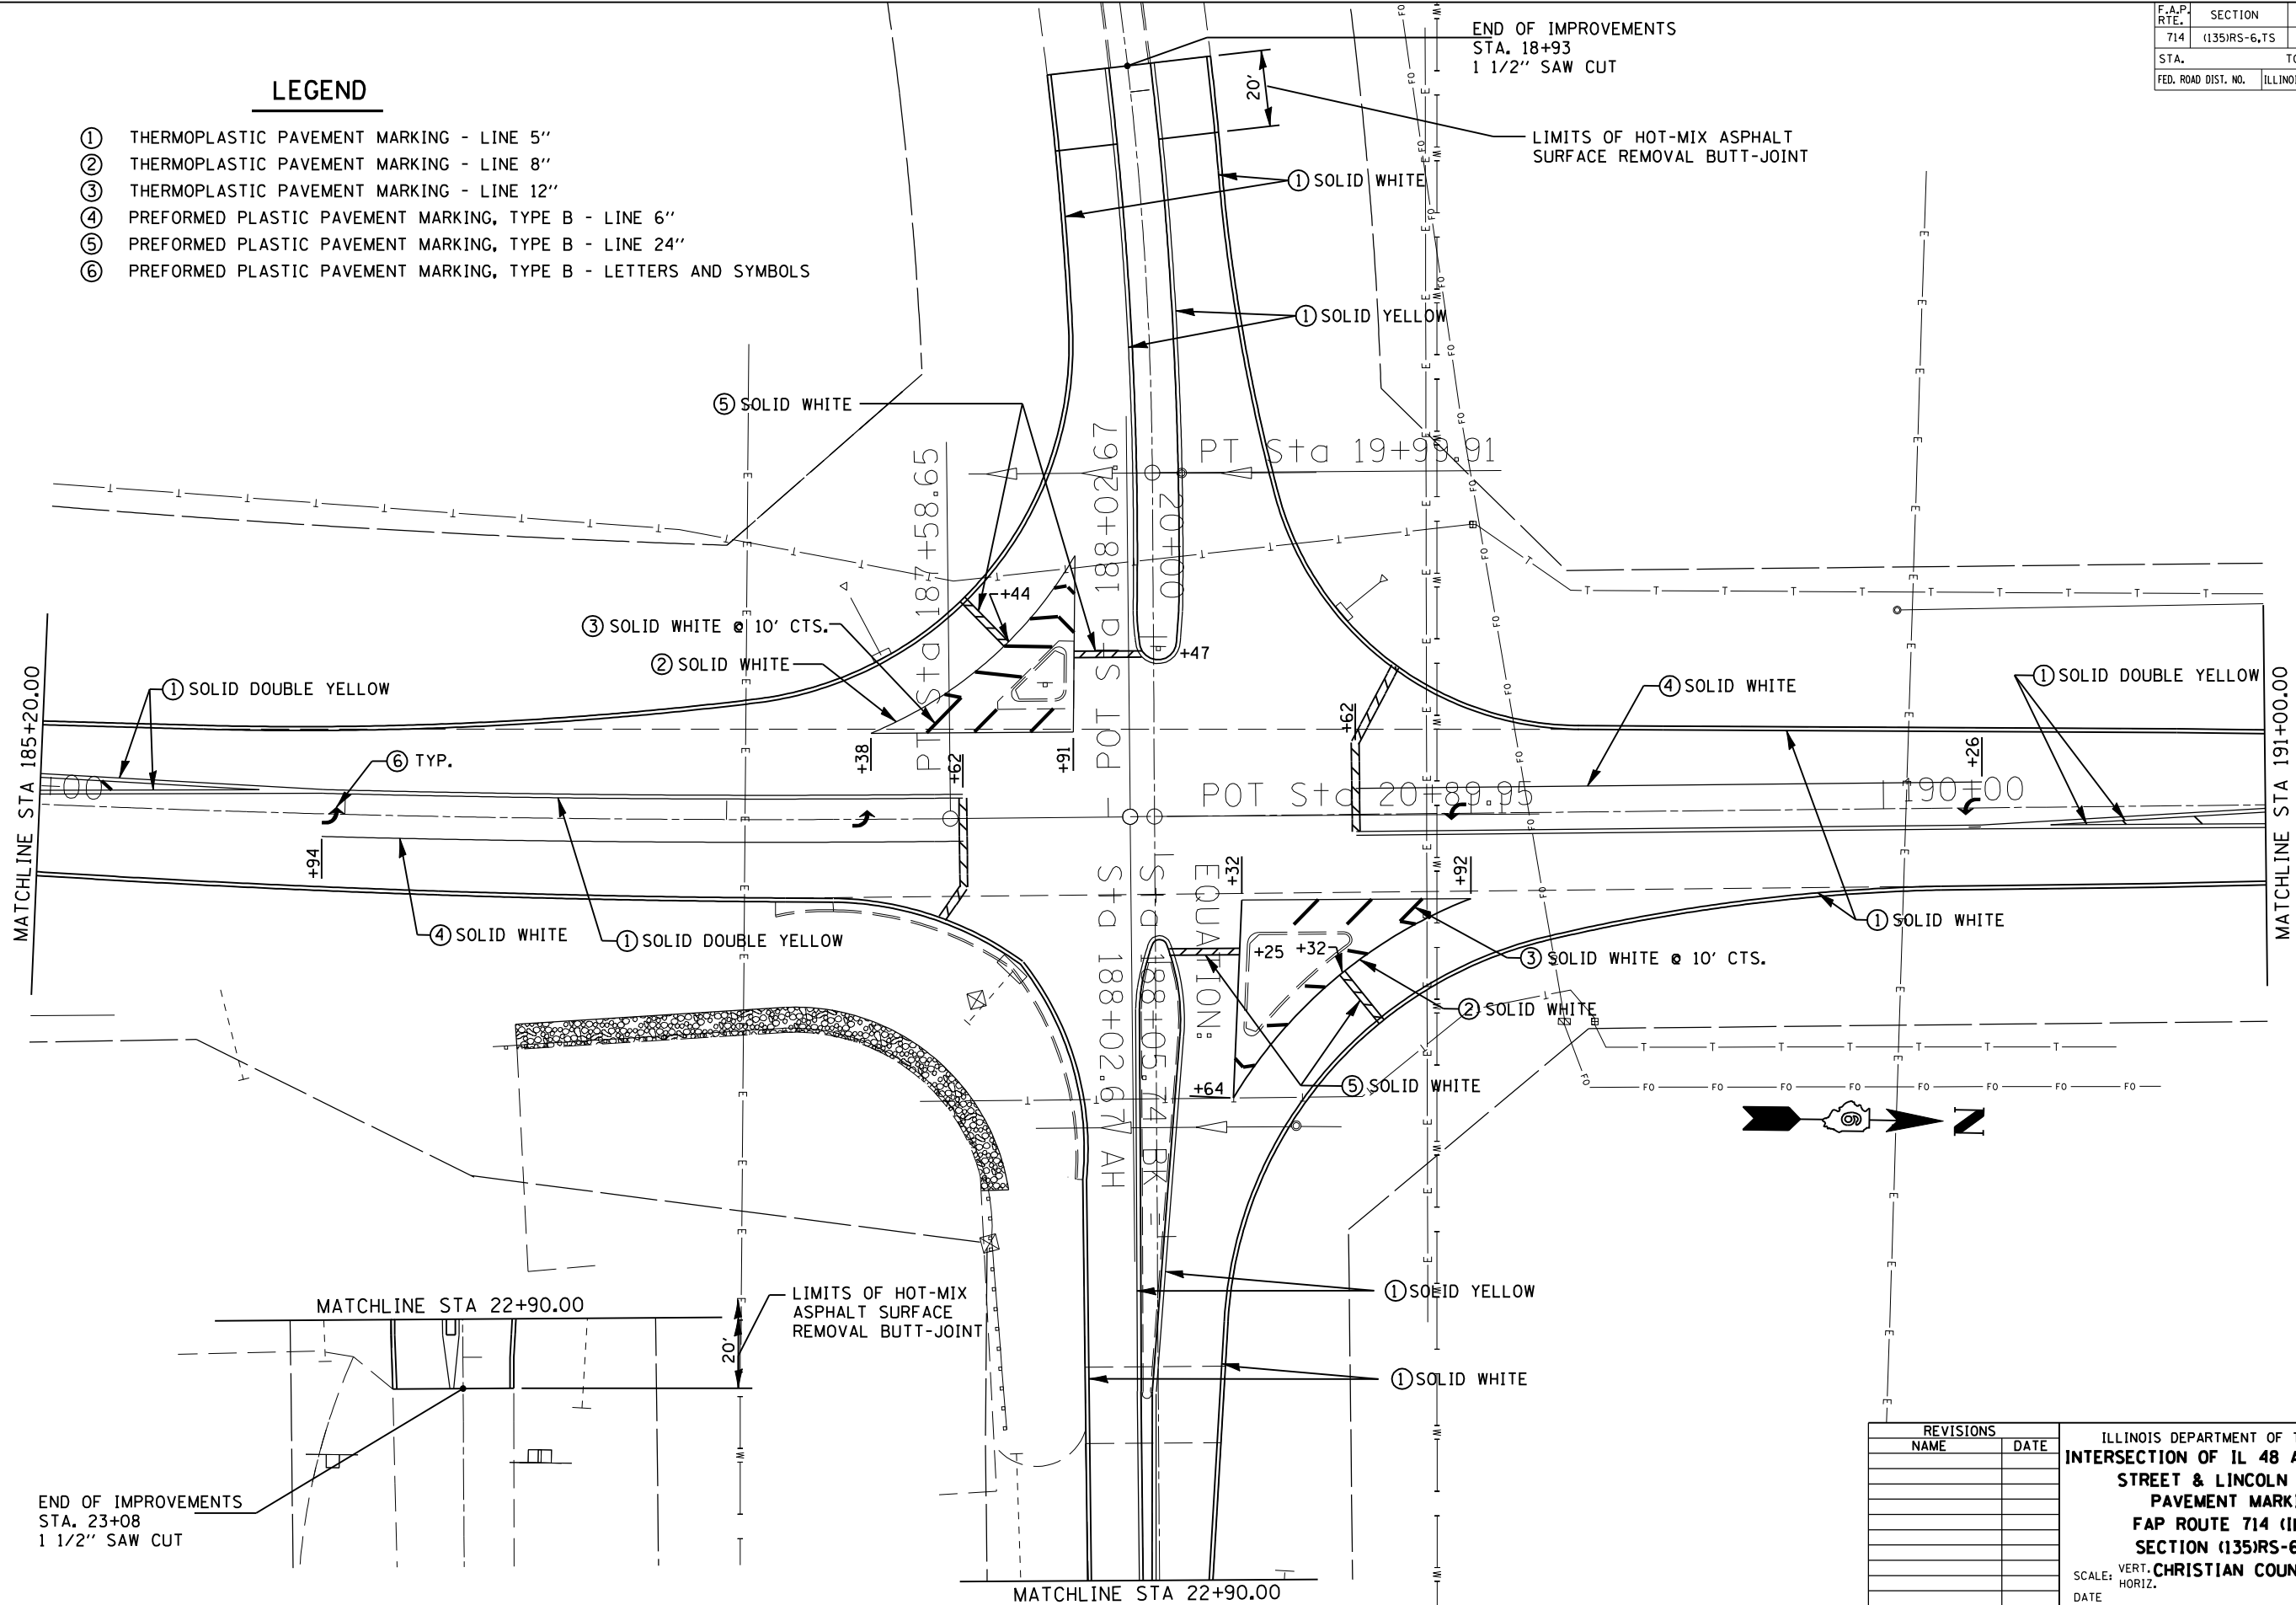 F.A.P. RTE. SECTION
714 (135)RS-6,TS
STA. TO
FED. ROAD DIST. NO. ILLINOI
LEGEND
① THERMOPLASTIC PAVEMENT MARKING - LINE 5''
② THERMOPLASTIC PAVEMENT MARKING - LINE 8''
③ THERMOPLASTIC PAVEMENT MARKING - LINE 12''
④ PREFORMED PLASTIC PAVEMENT MARKING, TYPE B - LINE 6''
⑤ PREFORMED PLASTIC PAVEMENT MARKING, TYPE B - LINE 24''
⑥ PREFORMED PLASTIC PAVEMENT MARKING, TYPE B - LETTERS AND SYMBOLS
END OF IMPROVEMENTS
STA. 18+93
1 1/2'' SAW CUT
20'
LIMITS OF HOT-MIX ASPHALT
SURFACE REMOVAL BUTT-JOINT
① SOLID WHITE
① SOLID YELLOW
⑤ SOLID WHITE
PT Sta 19+99.91
PT Sta 187+58.65
POT Sta 188+02.67
20+00
+44
③ SOLID WHITE @ 10' CTS.
② SOLID WHITE
+47
MATCHLINE STA 185+20.00
① SOLID DOUBLE YELLOW
⑥ TYP.
+38
+62
+91
+62
④ SOLID WHITE
① SOLID DOUBLE YELLOW
+26
MATCHLINE STA 191+00.00
POT Sta 20+89.95
190+00
+94
④ SOLID WHITE
① SOLID DOUBLE YELLOW
+32
+92
① SOLID WHITE
EQUATION:
Sta 188+05.74 BK =
Sta 188+02.67 AH
+25 +32
③ SOLID WHITE @ 10' CTS.
② SOLID WHITE
+64
⑤ SOLID WHITE
9 N
① SOLID YELLOW
① SOLID WHITE
MATCHLINE STA 22+90.00
20'
LIMITS OF HOT-MIX
ASPHALT SURFACE
REMOVAL BUTT-JOINT
END OF IMPROVEMENTS
STA. 23+08
1 1/2'' SAW CUT
MATCHLINE STA 22+90.00
REVISIONS
NAME DATE
ILLINOIS DEPARTMENT OF T
INTERSECTION OF IL 48 A
STREET & LINCOLN
PAVEMENT MARKI
FAP ROUTE 714 (IL
SECTION (135)RS-6
SCALE: VERT. HORIZ. CHRISTIAN COUN
DATE